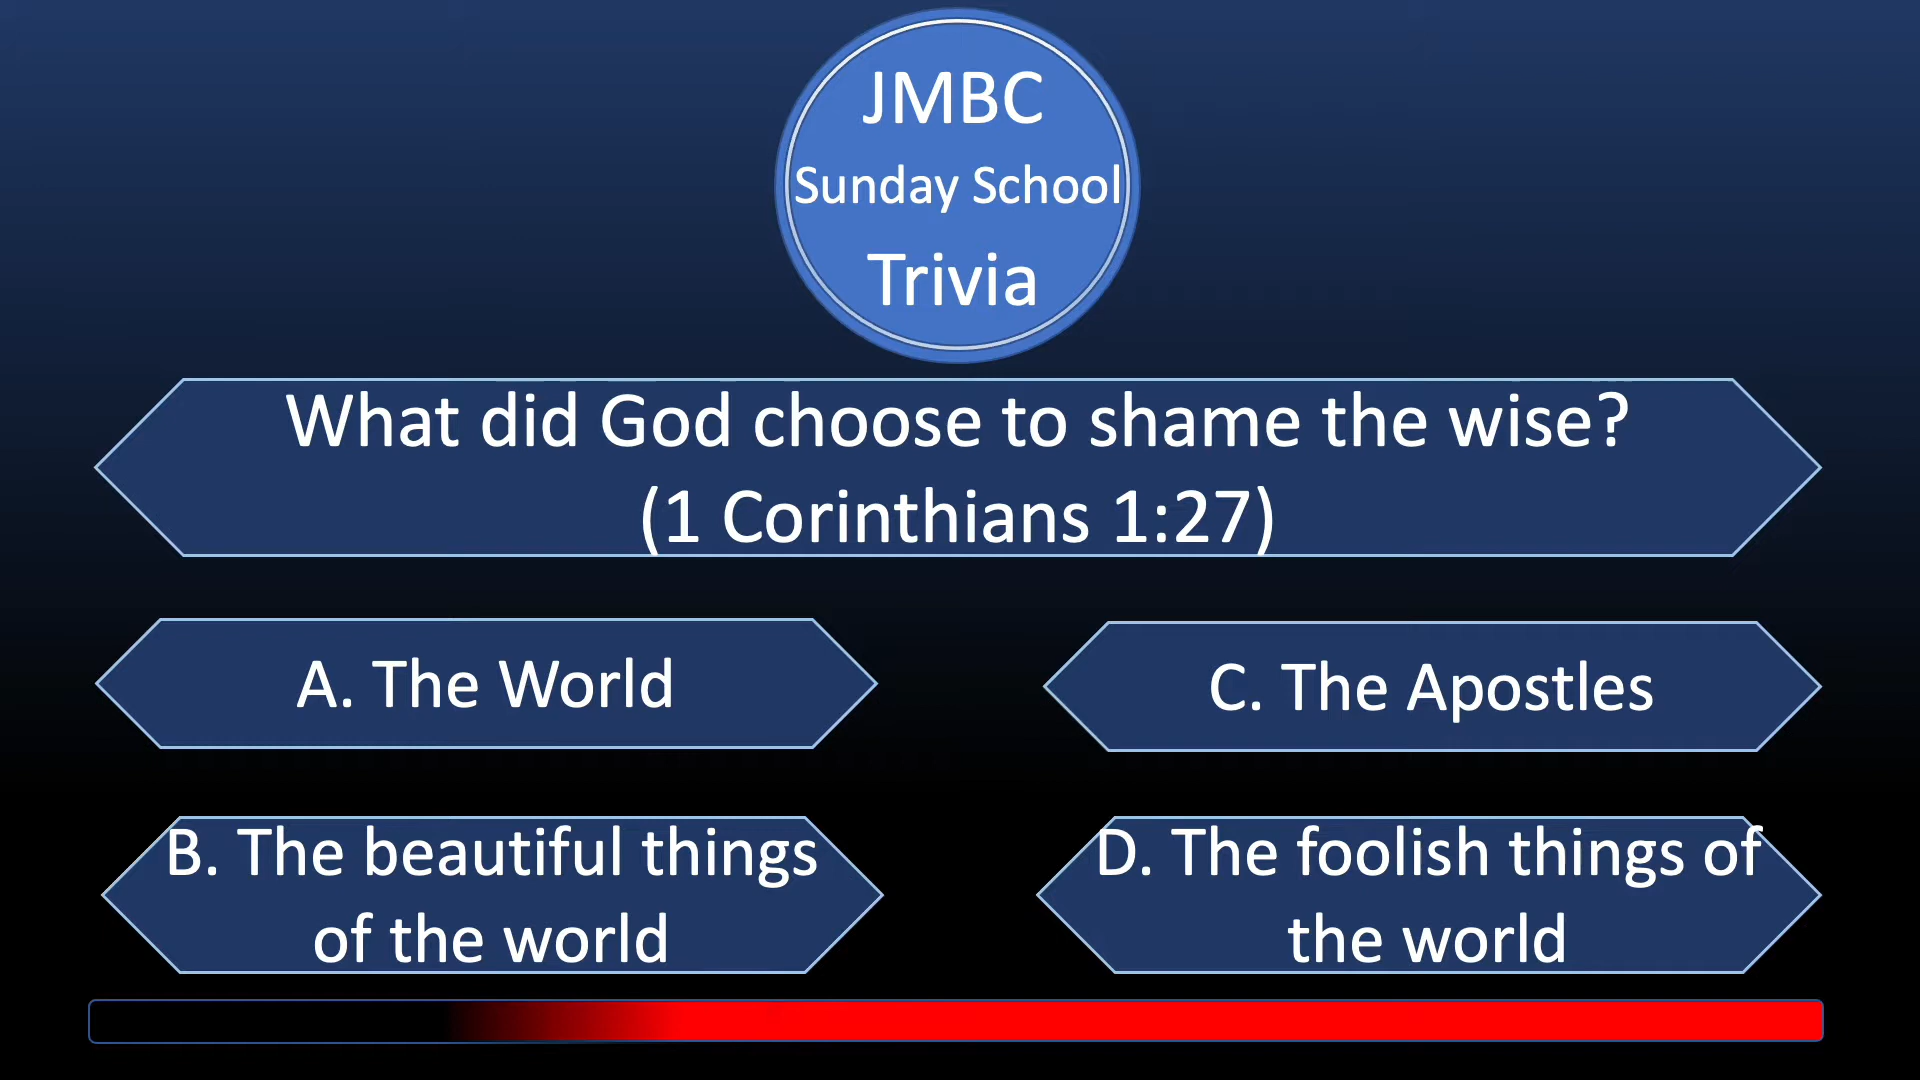 JMBC
Sunday School
Trivia
What did God choose to shame the wise?
(1 Corinthians 1:27)
A. The World
C. The Apostles
B. The beautiful things
of the world
D. The foolish things of
the world